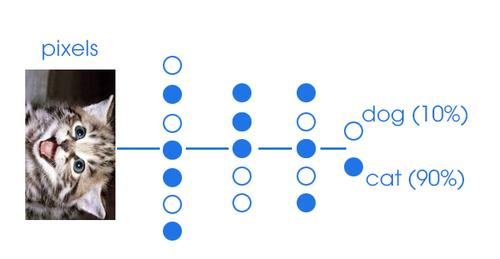 pixels
dog (10%)
cat (90%)